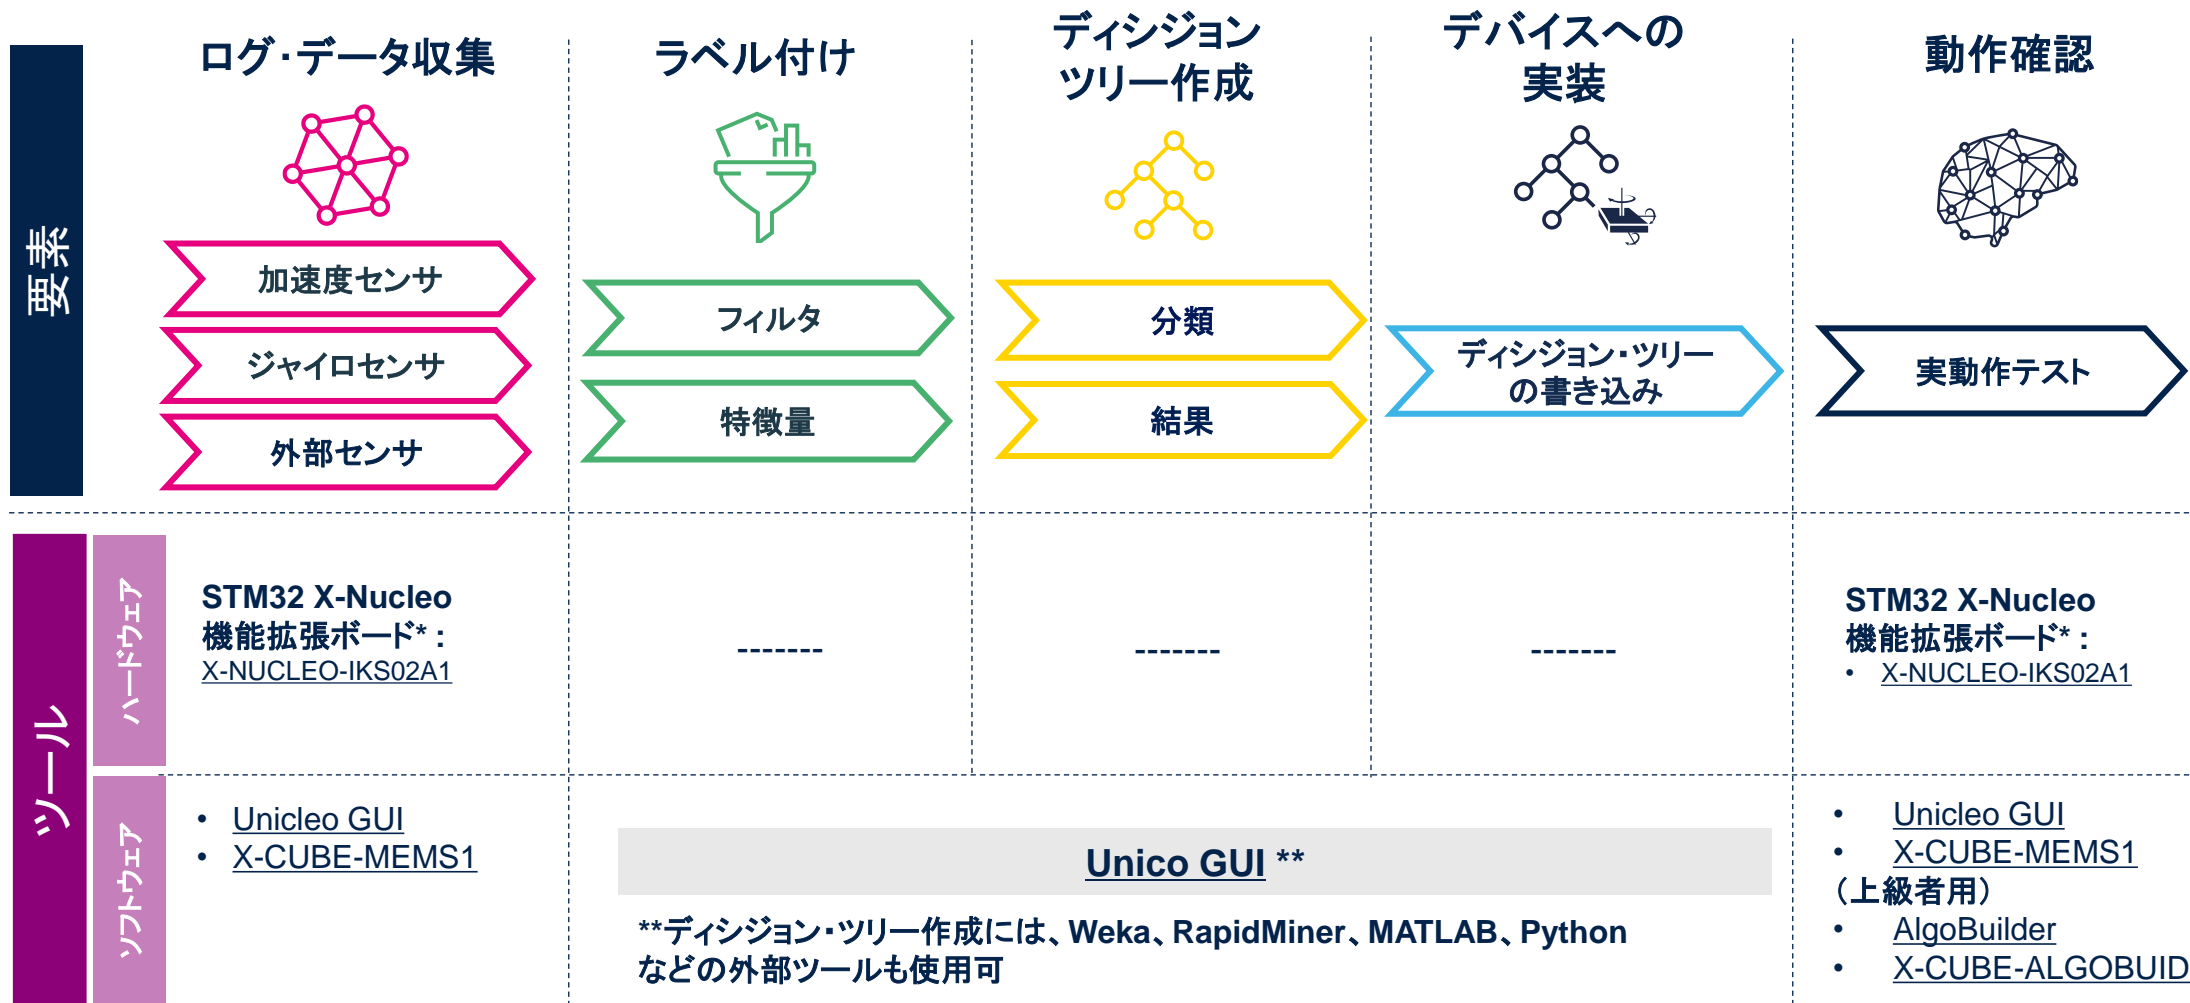 ログ・データ収集
ラベル付け
ディシジョン
ツリー作成
デバイスへの
実装
動作確認
要素
加速度センサ
ジャイロセンサ
外部センサ
フィルタ
特徴量
分類
結果
ディシジョン・ツリー
の書き込み
実動作テスト
ツール
ハードウェア
STM32 X-Nucleo
機能拡張ボード* :
X-NUCLEO-IKS02A1
-------
-------
-------
STM32 X-Nucleo
機能拡張ボード* :
• X-NUCLEO-IKS02A1
ソフトウェア
• Unicleo GUI
• X-CUBE-MEMS1
Unico GUI **
**ディシジョン・ツリー作成には、Weka、RapidMiner、MATLAB、Python
などの外部ツールも使用可
• Unicleo GUI
• X-CUBE-MEMS1
（上級者用）
• AlgoBuilder
• X-CUBE-ALGOBUID